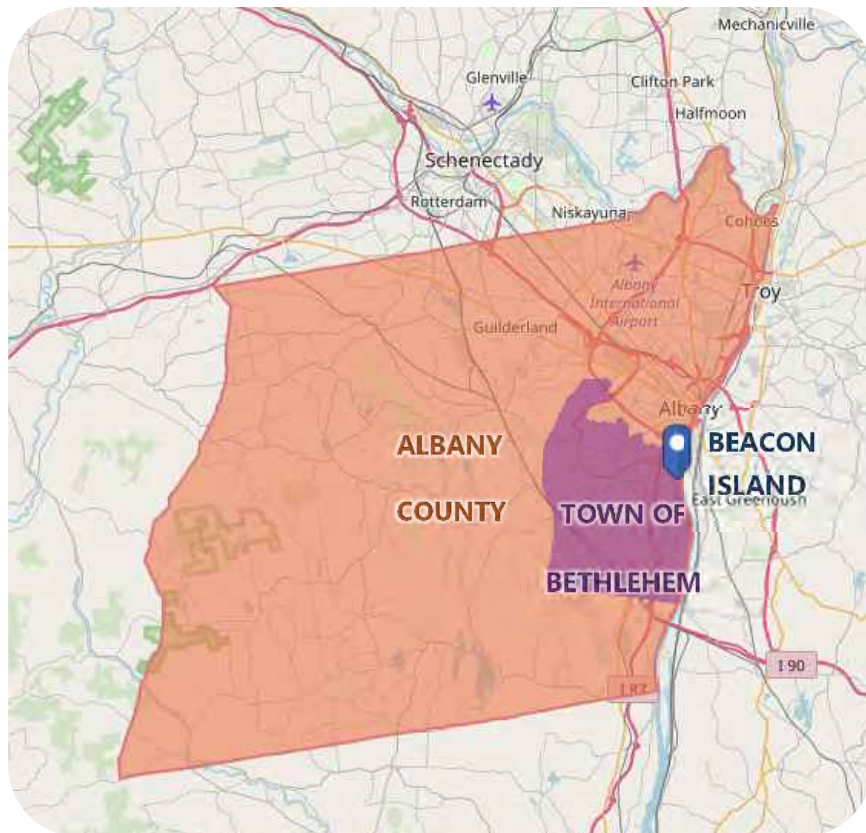 Mechanicville
Glenville
Clifton Park
Halfmoon
Schenectady
Rotterdam
Niskayuna
Cohoes
Albany
International
Airport
Troy
Guilderland
Albany
ALBANY
COUNTY
BEACON
ISLAND
East Greenbush
TOWN OF
BETHLEHEM
I 90
I 87